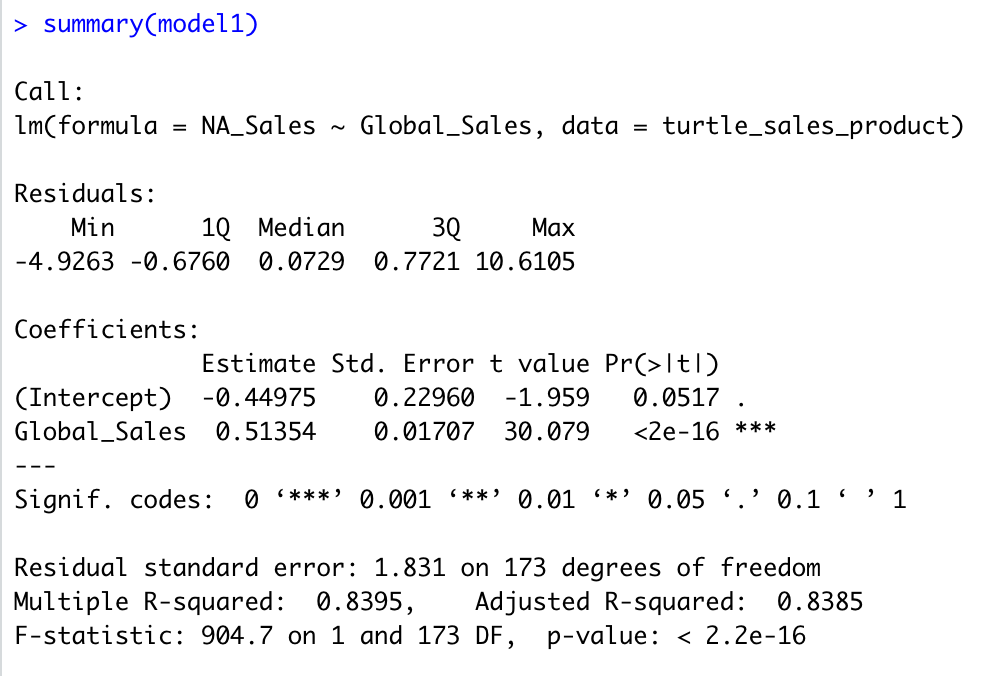 > summary(model1)
Call:
lm(formula = NA_Sales ~ Global_Sales, data = turtle_sales_product)
Residuals:
    Min      1Q  Median      3Q     Max
-4.9263 -0.6760  0.0729  0.7721 10.6105
Coefficients:
             Estimate Std. Error t value Pr(>|t|)
(Intercept)  -0.44975    0.22960  -1.959   0.0517 .
Global_Sales  0.51354    0.01707  30.079   <2e-16 ***
---
Signif. codes:  0 ‘***’ 0.001 ‘**’ 0.01 ‘*’ 0.05 ‘.’ 0.1 ‘ ’ 1
Residual standard error: 1.831 on 173 degrees of freedom
Multiple R-squared:  0.8395,	Adjusted R-squared:  0.8385
F-statistic: 904.7 on 1 and 173 DF,  p-value: < 2.2e-16